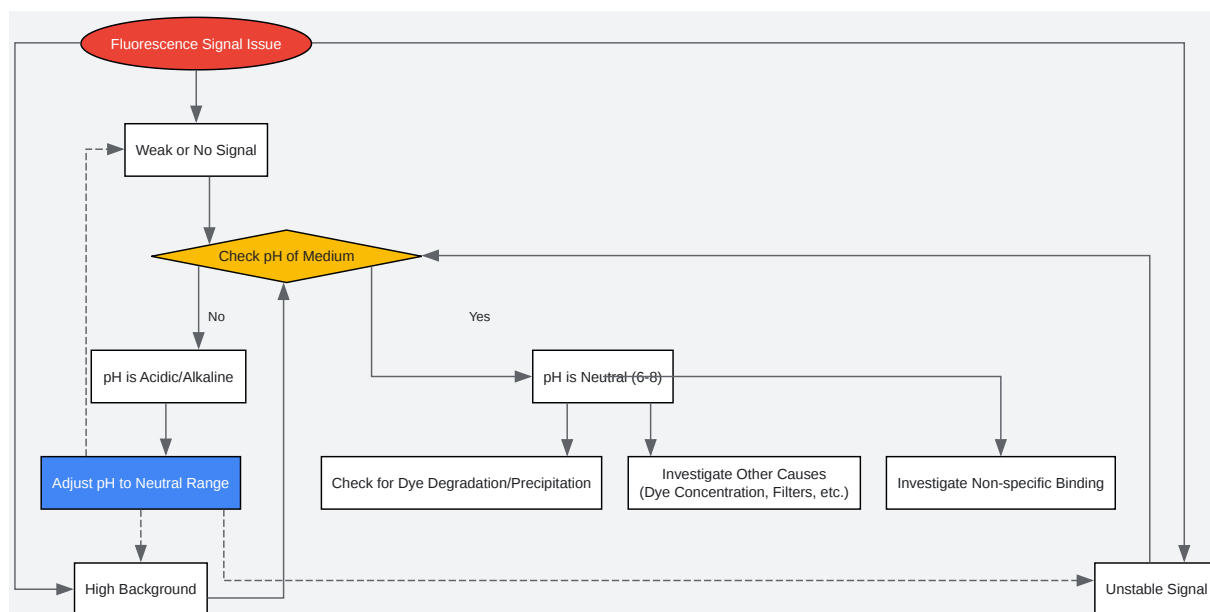 Fluorescence Signal Issue
Weak or No Signal
Check pH of Medium
No
Yes
pH is Acidic/Alkaline
pH is Neutral (6-8)
Adjust pH to Neutral Range
Check for Dye Degradation/Precipitation
Investigate Other Causes
(Dye Concentration, Filters, etc.)
Investigate Non-specific Binding
High Background
Unstable Signal